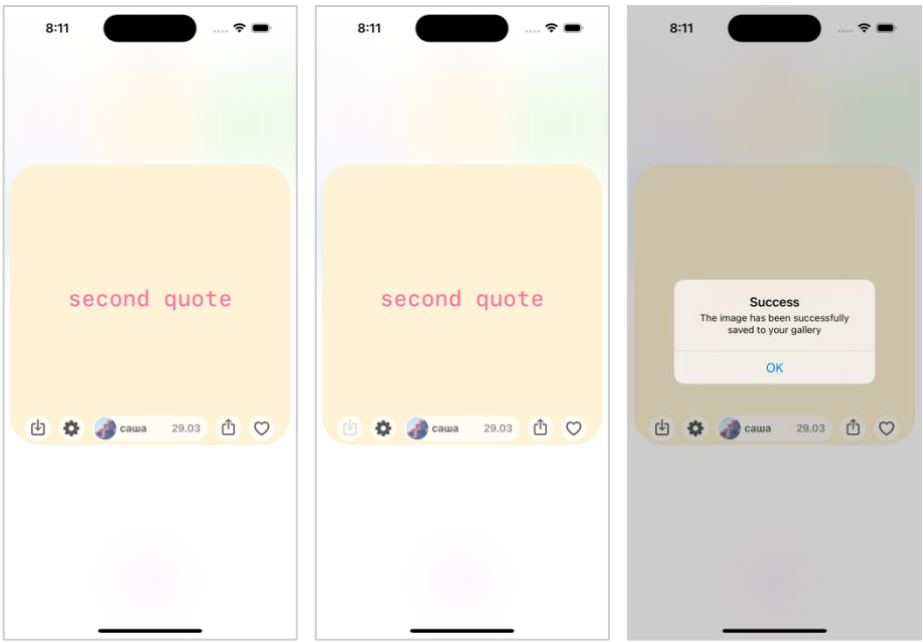 8:11
second quote
саша 29.03
8:11
second quote
саша 29.03
8:11
Success
The image has been successfully
saved to your gallery
OK
саша 29.03